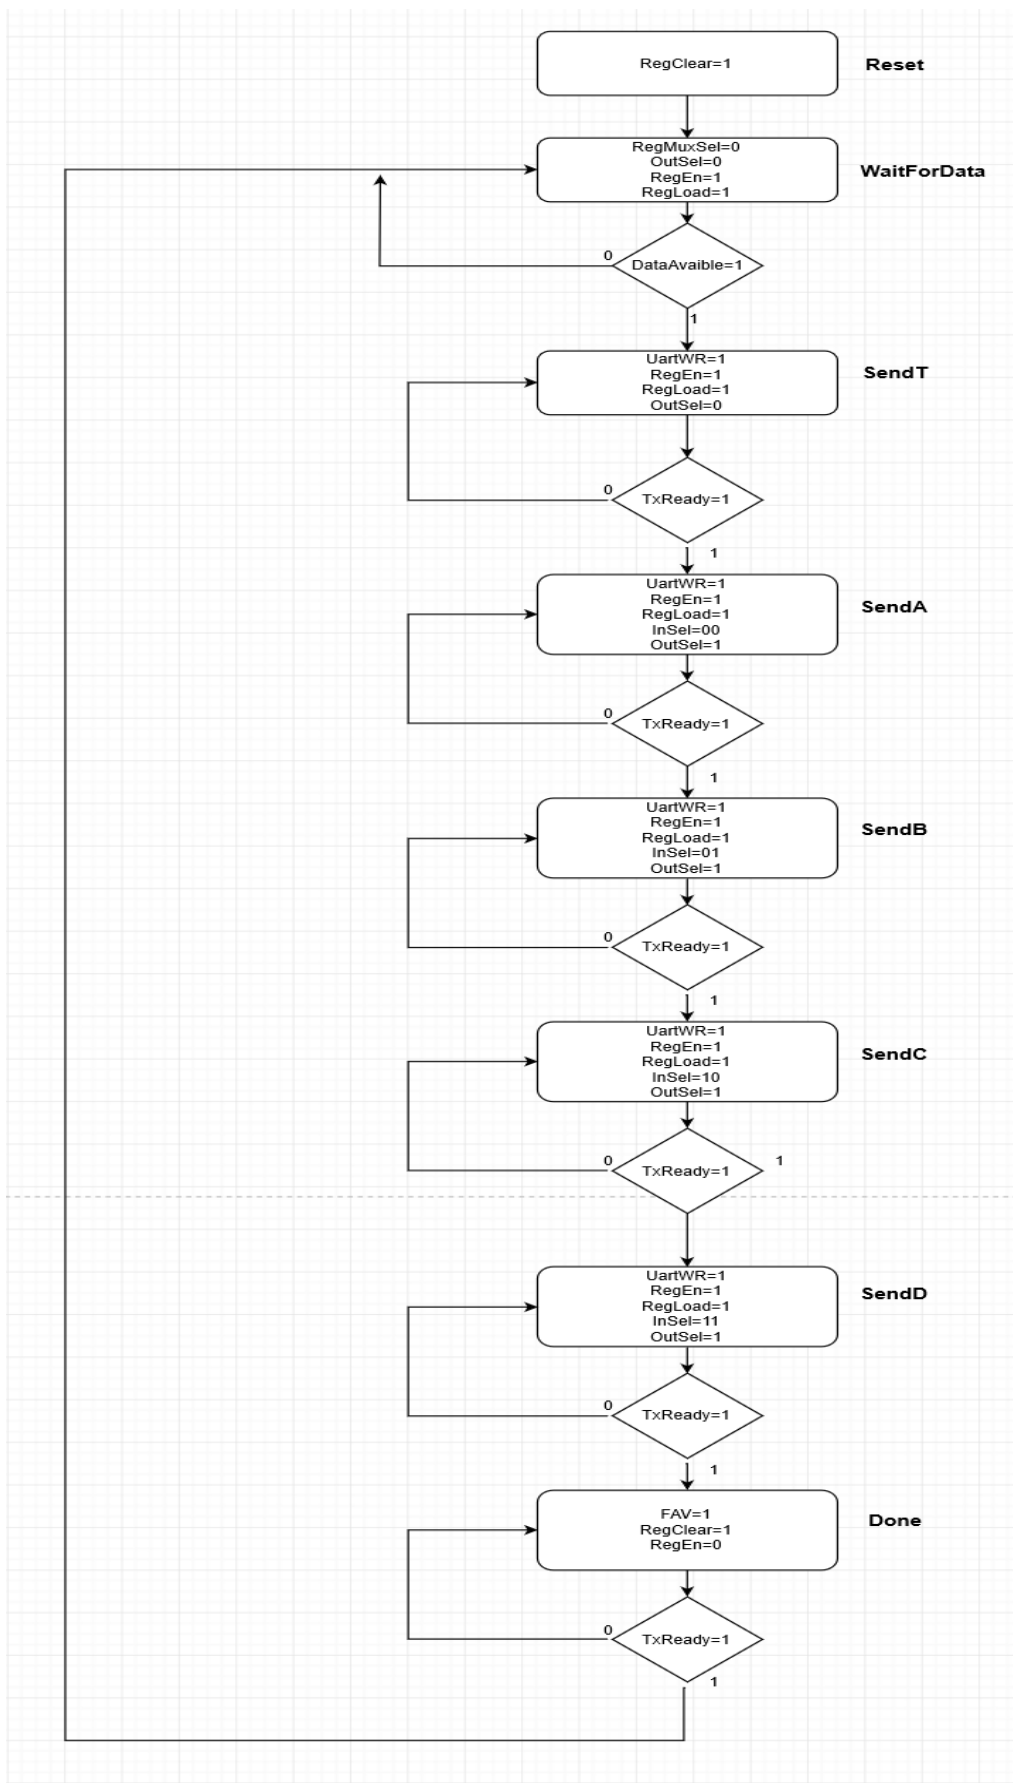 RegClear=1
Reset
RegMuxSel=0
OutSel=0
RegEn=1
RegLoad=1
WaitForData
0
DataAvaible=1
1
UartWR=1
RegEn=1
RegLoad=1
OutSel=0
SendT
0
TxReady=1
1
UartWR=1
RegEn=1
RegLoad=1
InSel=00
OutSel=1
SendA
0
TxReady=1
1
UartWR=1
RegEn=1
RegLoad=1
InSel=01
OutSel=1
SendB
0
TxReady=1
1
UartWR=1
RegEn=1
RegLoad=1
InSel=10
OutSel=1
SendC
0
TxReady=1
1
UartWR=1
RegEn=1
RegLoad=1
InSel=11
OutSel=1
SendD
0
TxReady=1
1
FAV=1
RegClear=1
RegEn=0
Done
0
TxReady=1
1